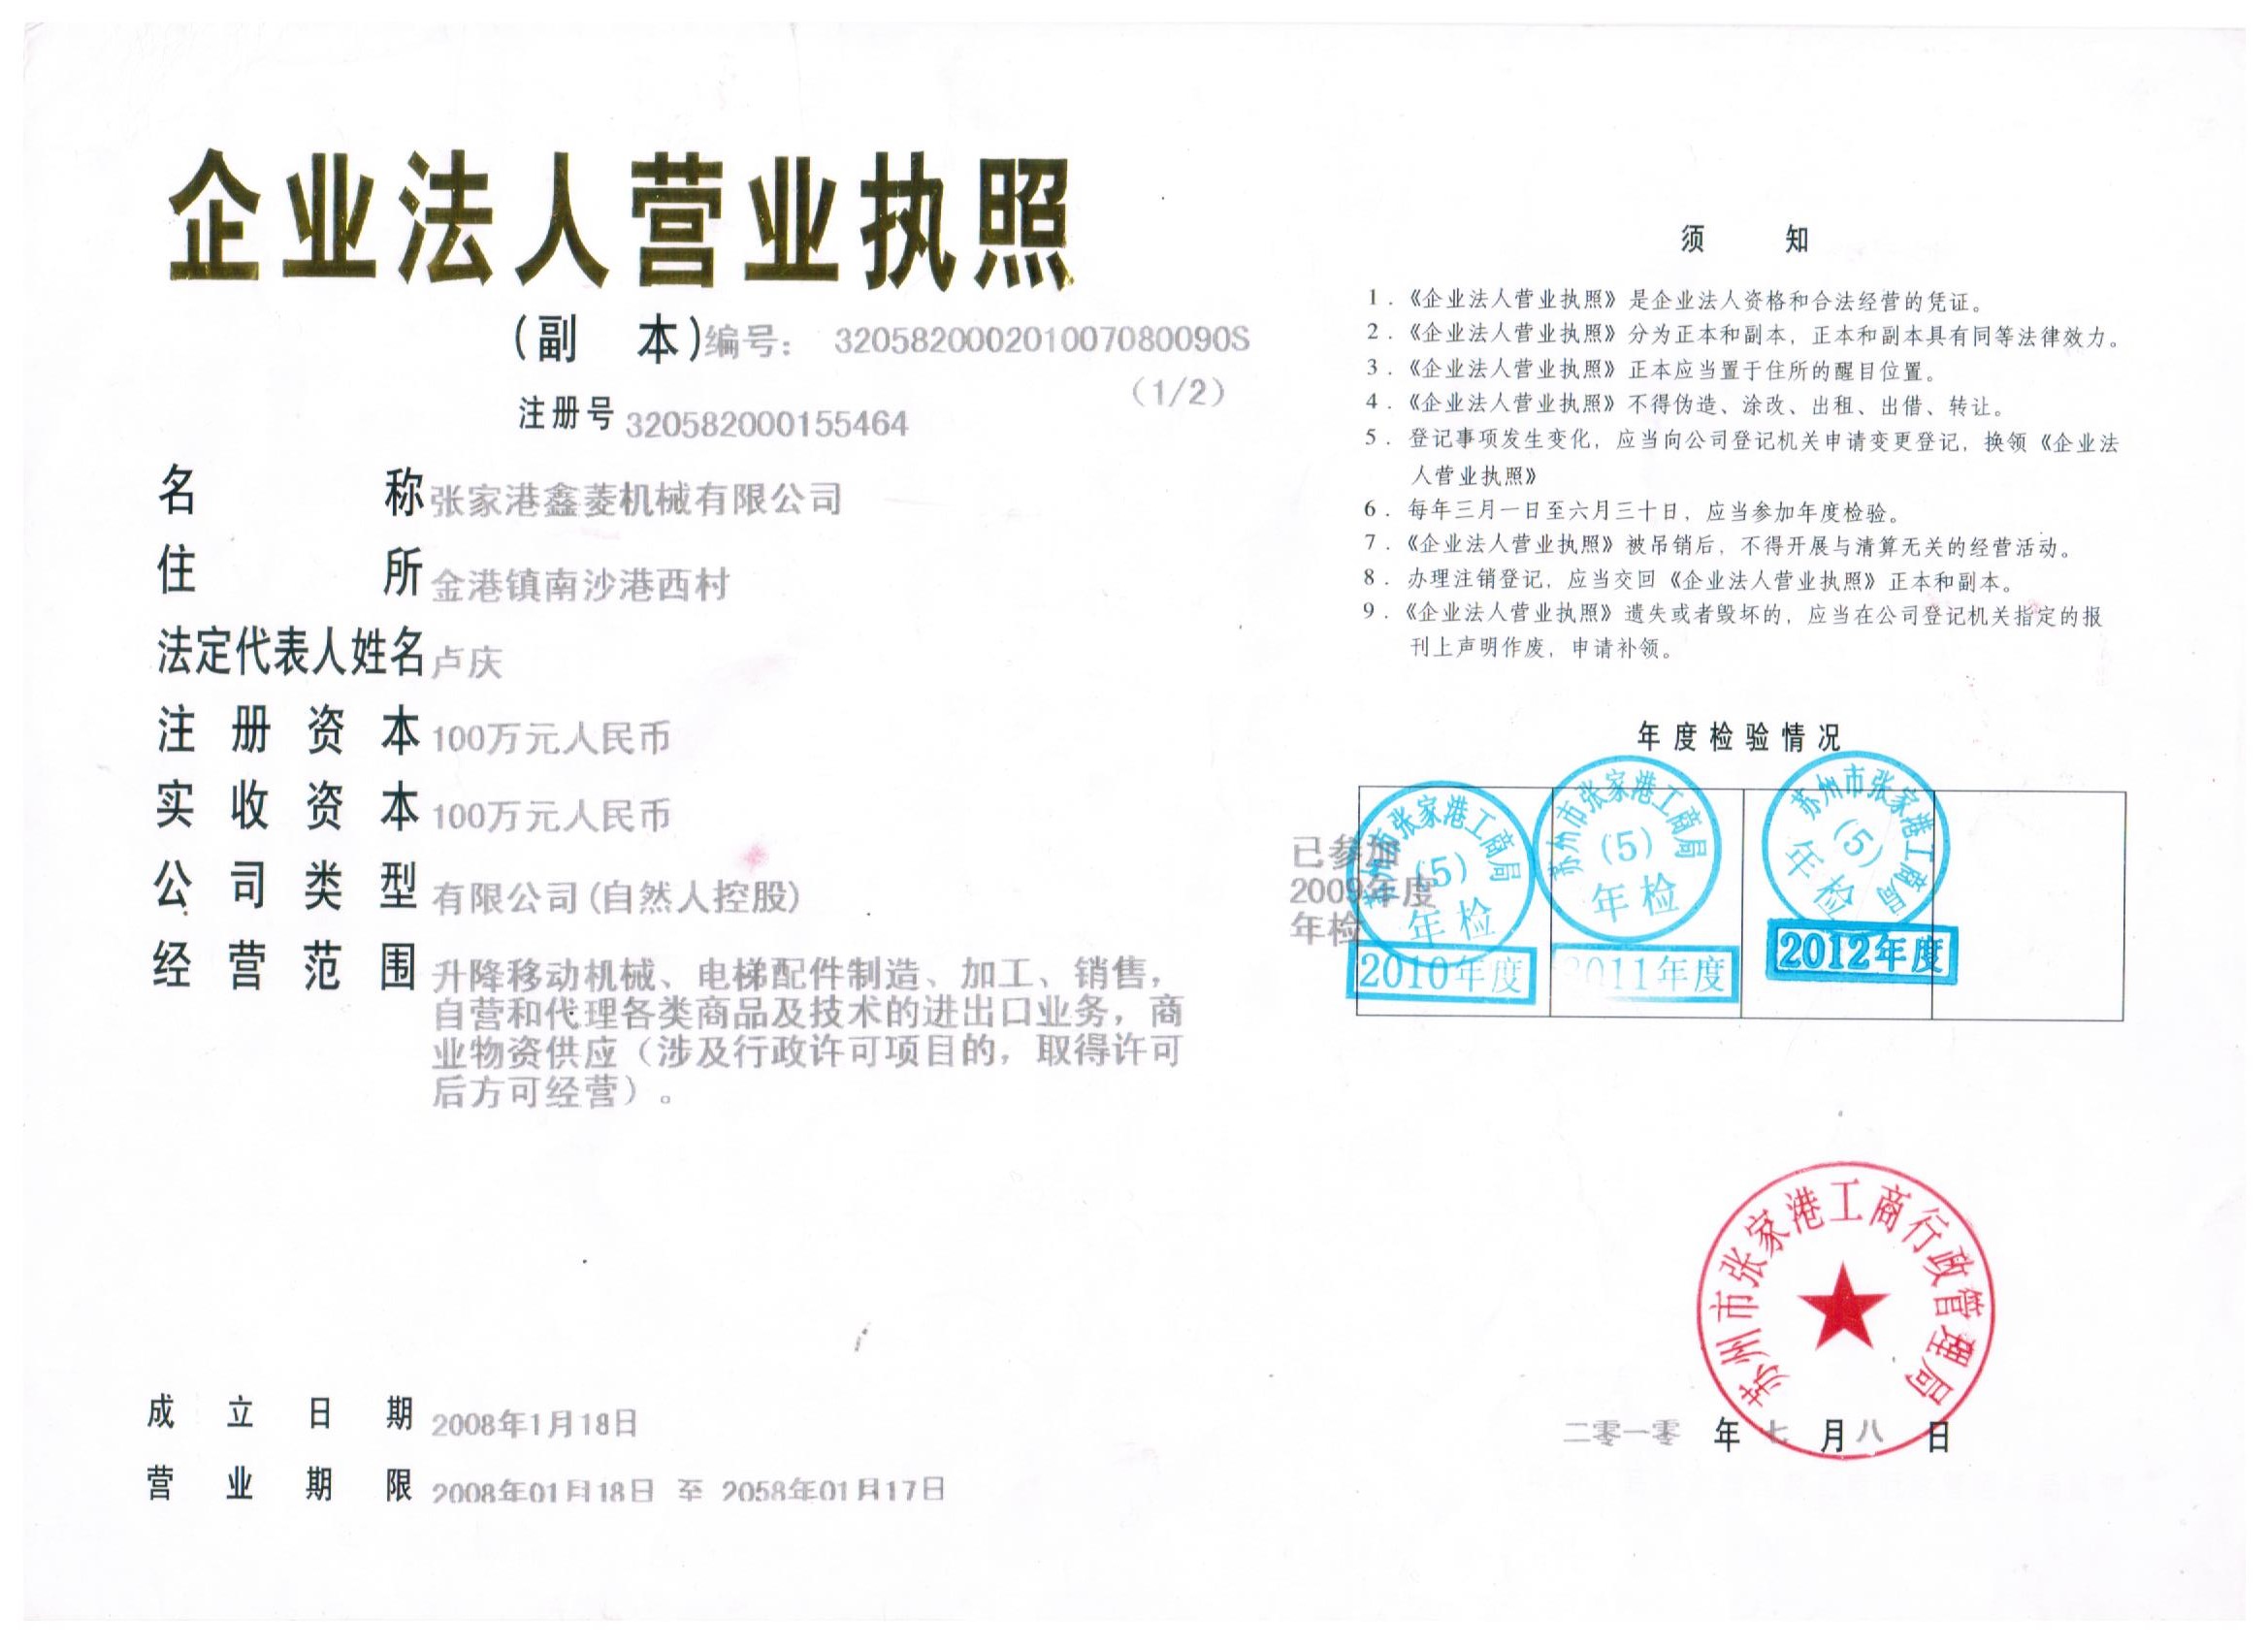 企业法人营业执照
(副 本)编号： 320582000201007080090S
（1/2）
注册号 320582000155464
名称 张家港鑫菱机械有限公司
住所 金港镇南沙港西村
法定代表人姓名 卢庆
注册资本 100万元人民币
实收资本 100万元人民币
公司类型 有限公司(自然人控股)
经营范围 升降移动机械、电梯配件制造、加工、销售，
自营和代理各类商品及技术的进出口业务，商
业物资供应（涉及行政许可项目的，取得许可
后方可经营）。
成立日期 2008年1月18日
营业期限 2008年01月18日 至 2058年01月17日
须知
1．《企业法人营业执照》是企业法人资格和合法经营的凭证。
2．《企业法人营业执照》分为正本和副本，正本和副本具有同等法律效力。
3．《企业法人营业执照》正本应当置于住所的醒目位置。
4．《企业法人营业执照》不得伪造、涂改、出租、出借、转让。
5．登记事项发生变化，应当向公司登记机关申请变更登记，换领《企业法
人营业执照》
6．每年三月一日至六月三十日，应当参加年度检验。
7．《企业法人营业执照》被吊销后，不得开展与清算无关的经营活动。
8．办理注销登记，应当交回《企业法人营业执照》正本和副本。
9．《企业法人营业执照》遗失或者毁坏的，应当在公司登记机关指定的报
刊上声明作废，申请补领。
年度检验情况
已参加
2009年度
年检
苏州市张家港工商局
(5)
年检
2010年度
苏州市张家港工商局
(5)
年检
2011年度
苏州市张家港工商局
(5)
年检
2012年度
苏州市张家港工商行政管理局
二零一零 年 七 月 八 日